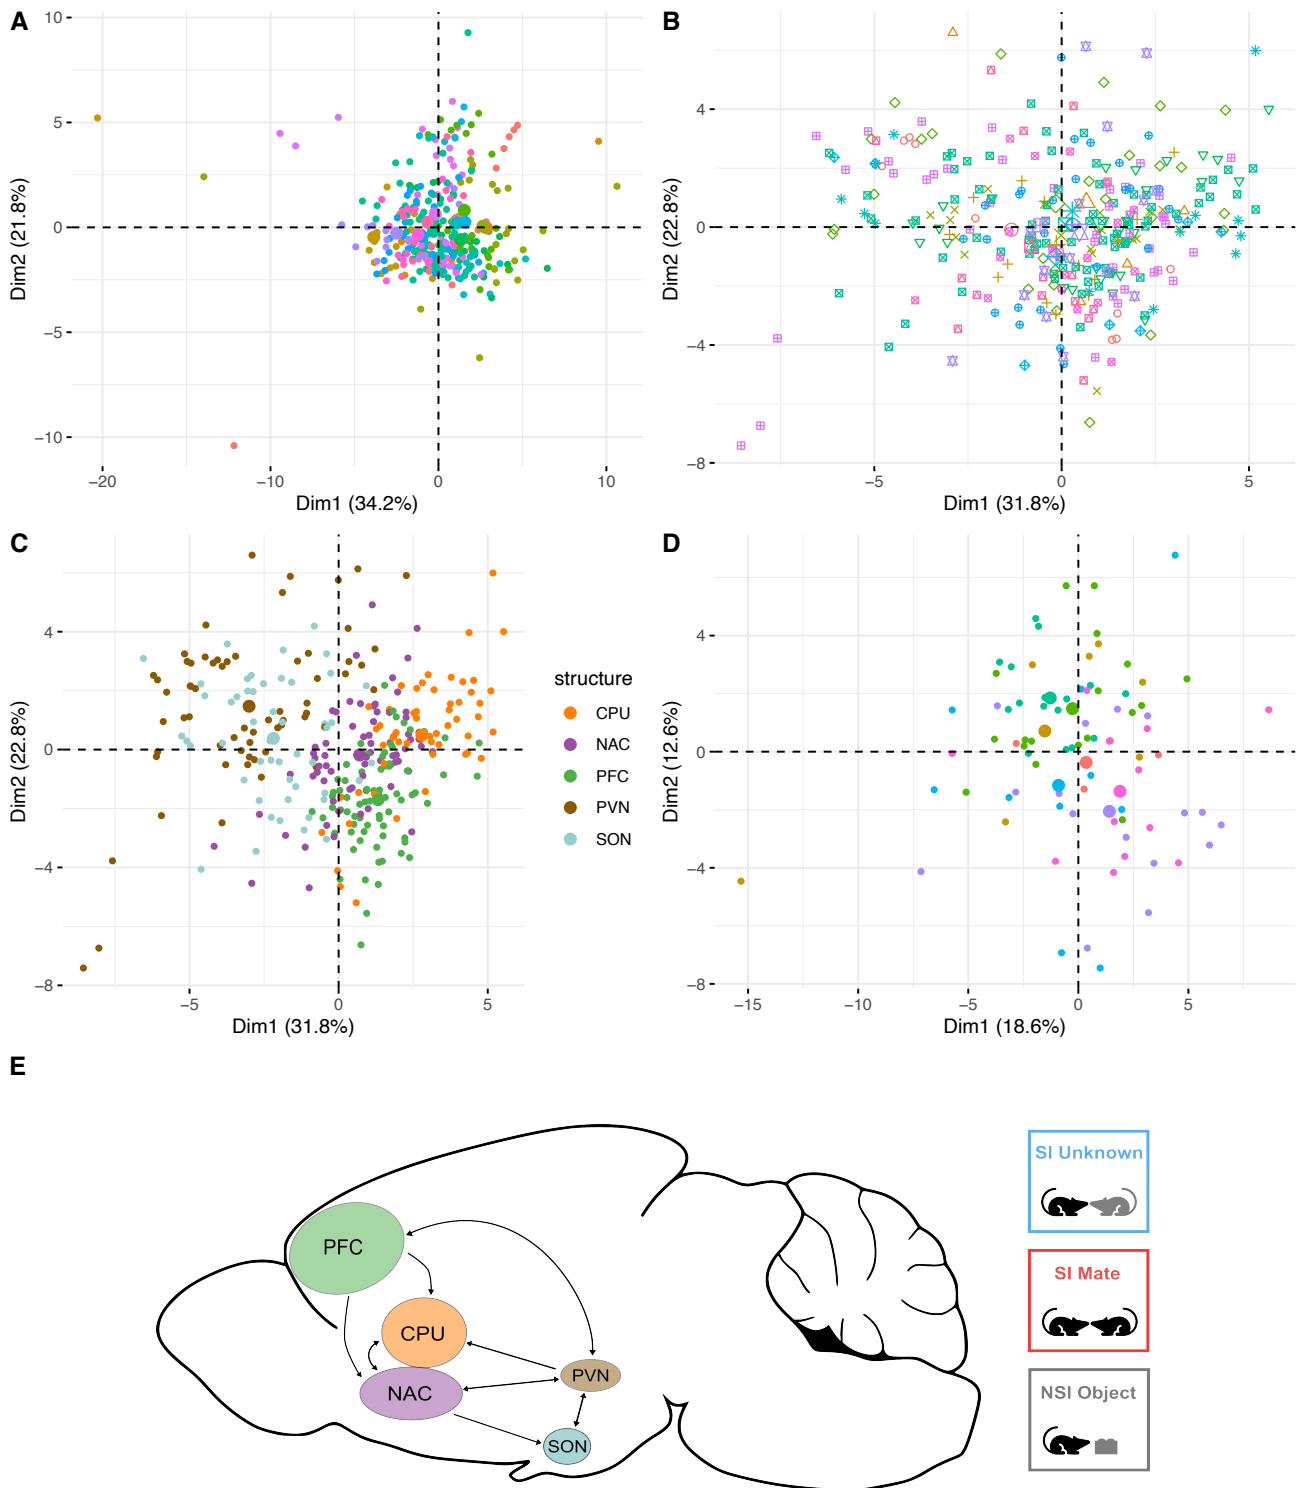 A
10
5
0
−5
−10
−20
−10
0
10
Dim1 (34.2%)
Dim2 (21.8%)
B
4
0
−4
−8
−5
0
5
Dim1 (31.8%)
Dim2 (22.8%)
C
4
0
−4
−8
−5
0
5
Dim1 (31.8%)
Dim2 (22.8%)
structure
CPU
NAC
PFC
PVN
SON
D
4
0
−4
−8
−15
−10
−5
0
5
Dim1 (18.6%)
Dim2 (12.6%)
E
PFC
CPU
NAC
PVN
SON
SI Unknown
SI Mate
NSI Object